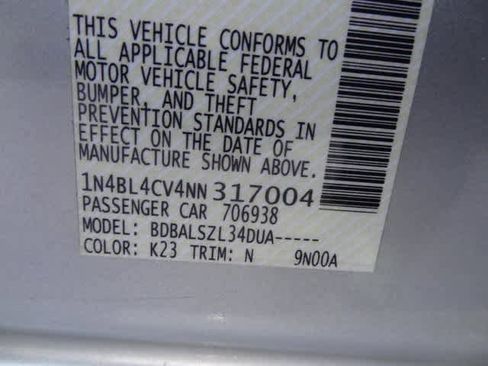 THIS VEHICLE CONFORMS TO
ALL APPLICABLE FEDERAL
MOTOR VEHICLE SAFETY,
BUMPER, AND THEFT
PREVENTION STANDARDS IN
EFFECT ON THE DATE OF
MANUFACTURE SHOWN ABOVE.
1N4BL4CV4NN317004
PASSENGER CAR 706938
MODEL: BDBALSZL34DUA-----
COLOR: K23 TRIM: N 9N00A